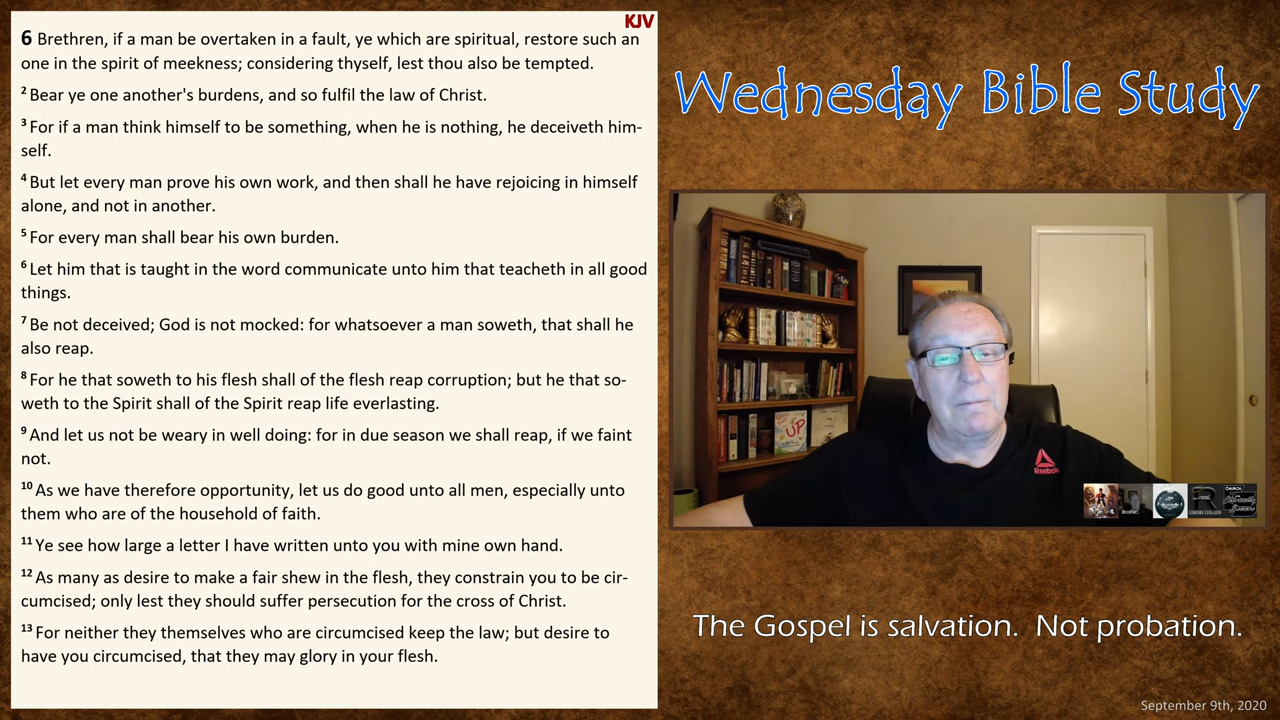 KJV
6 Brethren, if a man be overtaken in a fault, ye which are spiritual, restore such an
one in the spirit of meekness; considering thyself, lest thou also be tempted.
2 Bear ye one another's burdens, and so fulfil the law of Christ.
3 For if a man think himself to be something, when he is nothing, he deceiveth him-
self.
4 But let every man prove his own work, and then shall he have rejoicing in himself
alone, and not in another.
5 For every man shall bear his own burden.
6 Let him that is taught in the word communicate unto him that teacheth in all good
things.
7 Be not deceived; God is not mocked: for whatsoever a man soweth, that shall he
also reap.
8 For he that soweth to his flesh shall of the flesh reap corruption; but he that so-
weth to the Spirit shall of the Spirit reap life everlasting.
9 And let us not be weary in well doing: for in due season we shall reap, if we faint
not.
10 As we have therefore opportunity, let us do good unto all men, especially unto
them who are of the household of faith.
11 Ye see how large a letter I have written unto you with mine own hand.
12 As many as desire to make a fair shew in the flesh, they constrain you to be cir-
cumcised; only lest they should suffer persecution for the cross of Christ.
13 For neither they themselves who are circumcised keep the law; but desire to
have you circumcised, that they may glory in your flesh.
Wednesday Bible Study
UP
Reebok
The Gospel is salvation. Not probation.
September 9th, 2020